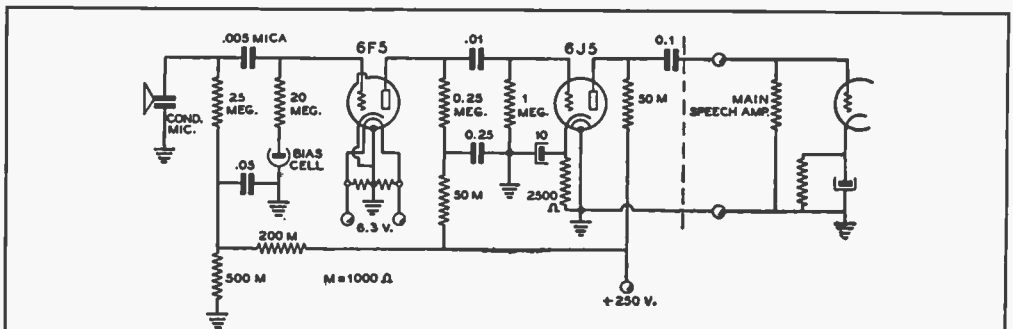 .005 MICA
6F5
.01
6J5
0.1
COND.
MIC.
25
MEG.
20
MEG.
0.25
MEG.
1
MEG.
50 M
MAIN
SPEECH AMP.
.05
BIAS
CELL
0.25
10
50 M
2500
Ω
6.3 V.
200 M
500 M
M=1000 Ω
+250 V.